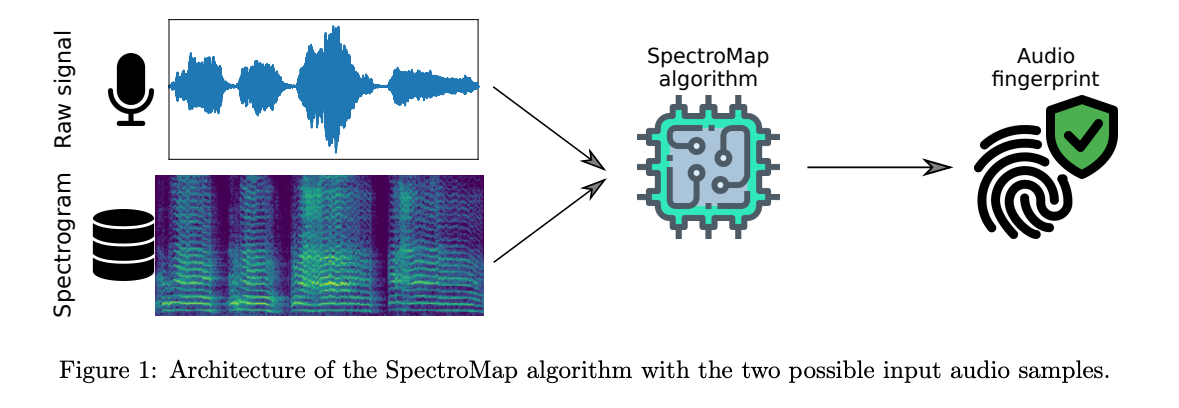 Raw signal
Spectrogram
SpectroMap
algorithm
Audio
fingerprint
Figure 1: Architecture of the SpectroMap algorithm with the two possible input audio samples.